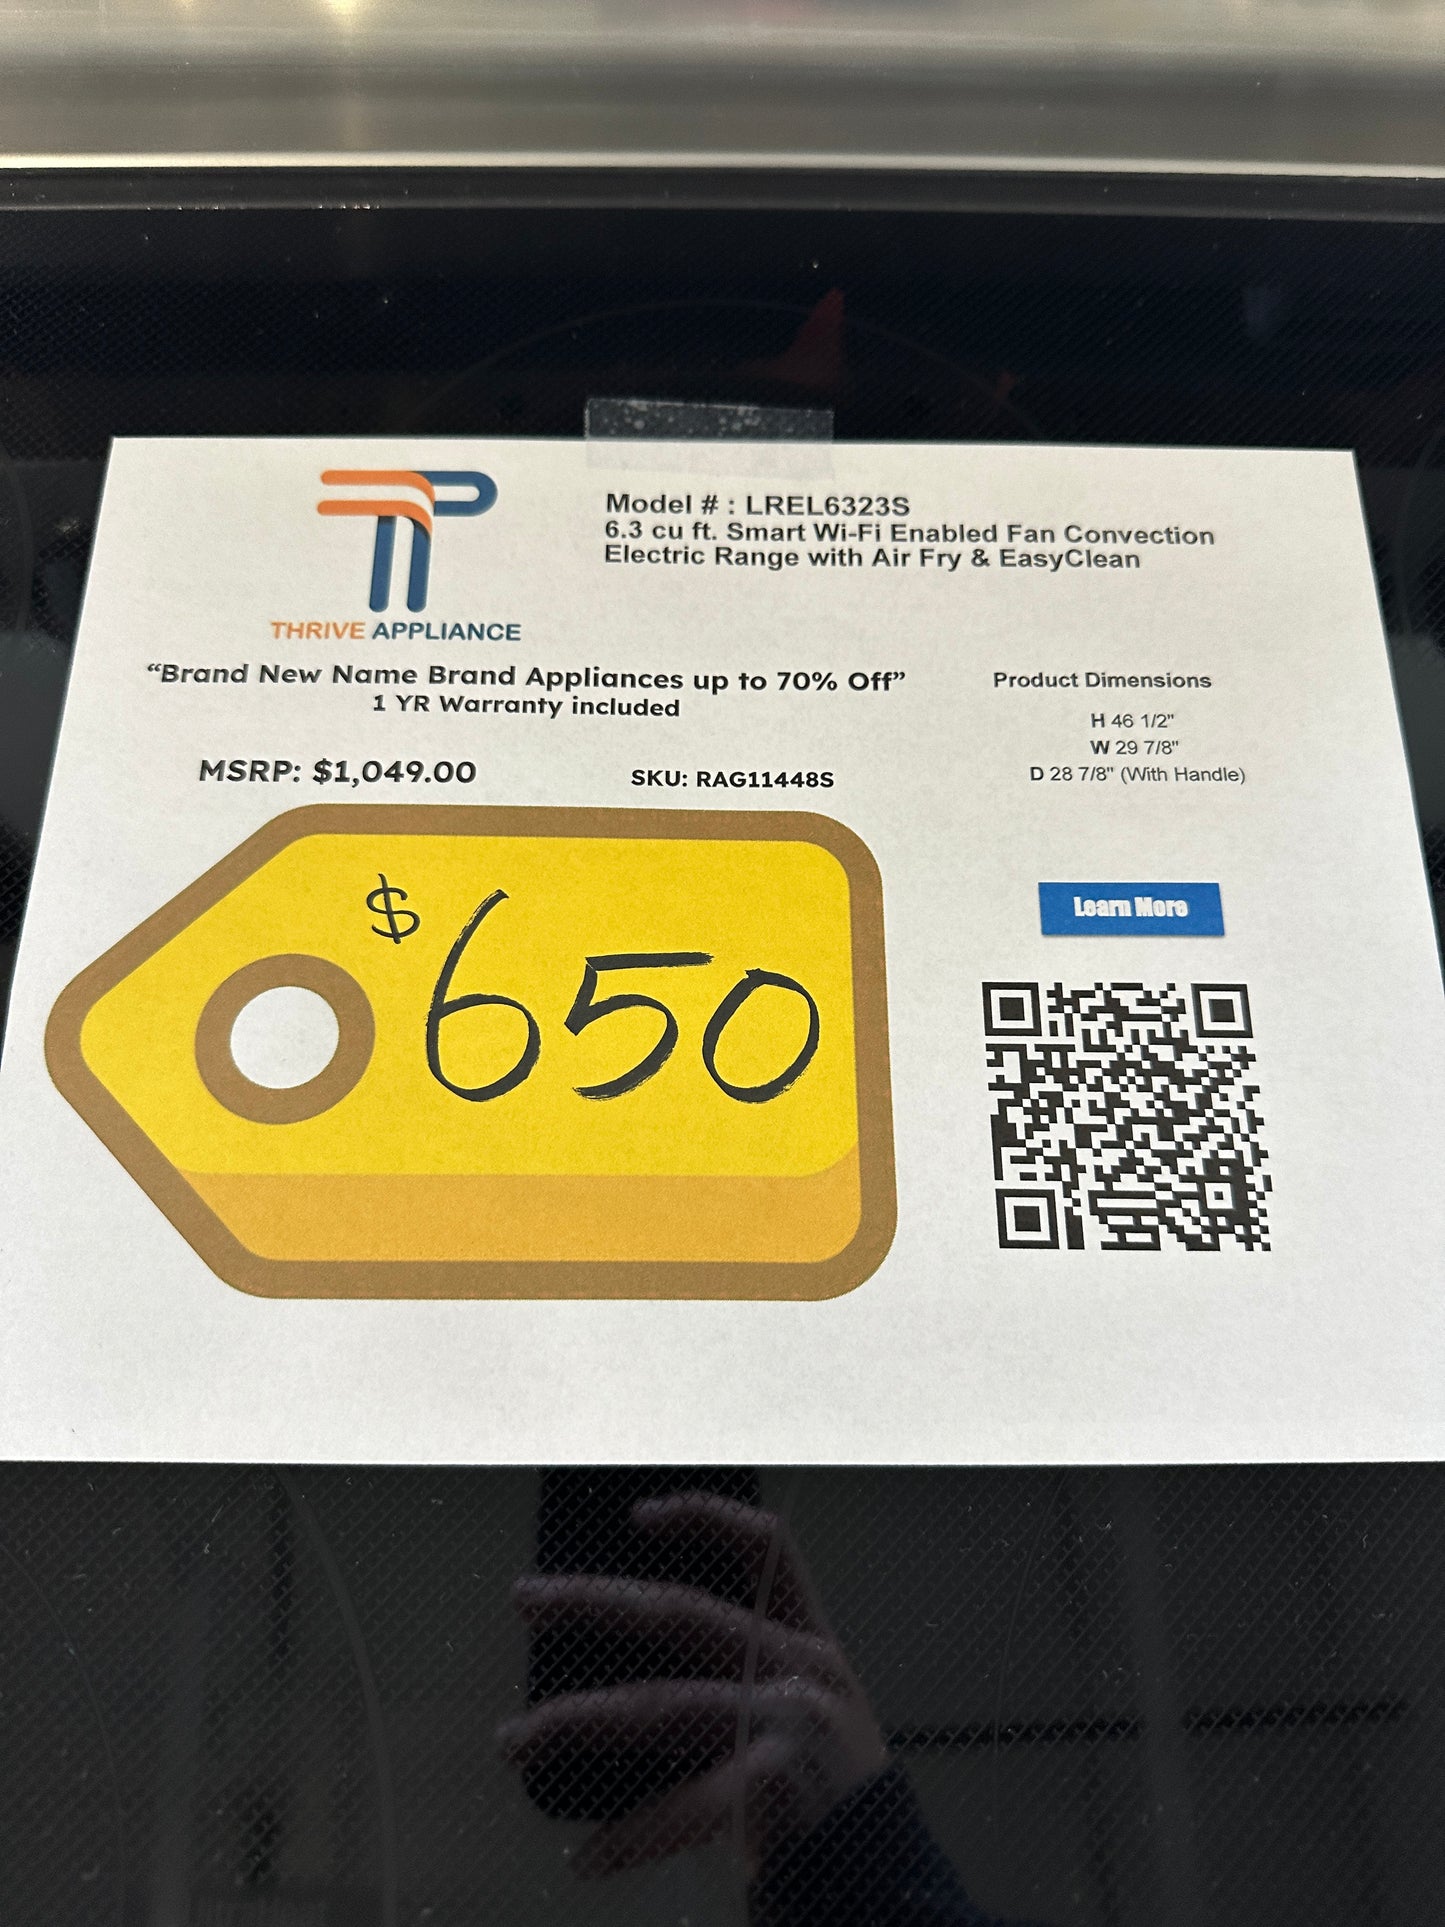 THRIVE APPLIANCE
Model # : LREL6323S
6.3 cu ft. Smart Wi-Fi Enabled Fan Convection
Electric Range with Air Fry & EasyClean
“Brand New Name Brand Appliances up to 70% Off”
1 YR Warranty included
MSRP: $1,049.00
SKU: RAG11448S
Product Dimensions
H 46 1/2"
W 29 7/8"
D 28 7/8" (With Handle)
$650
Learn More